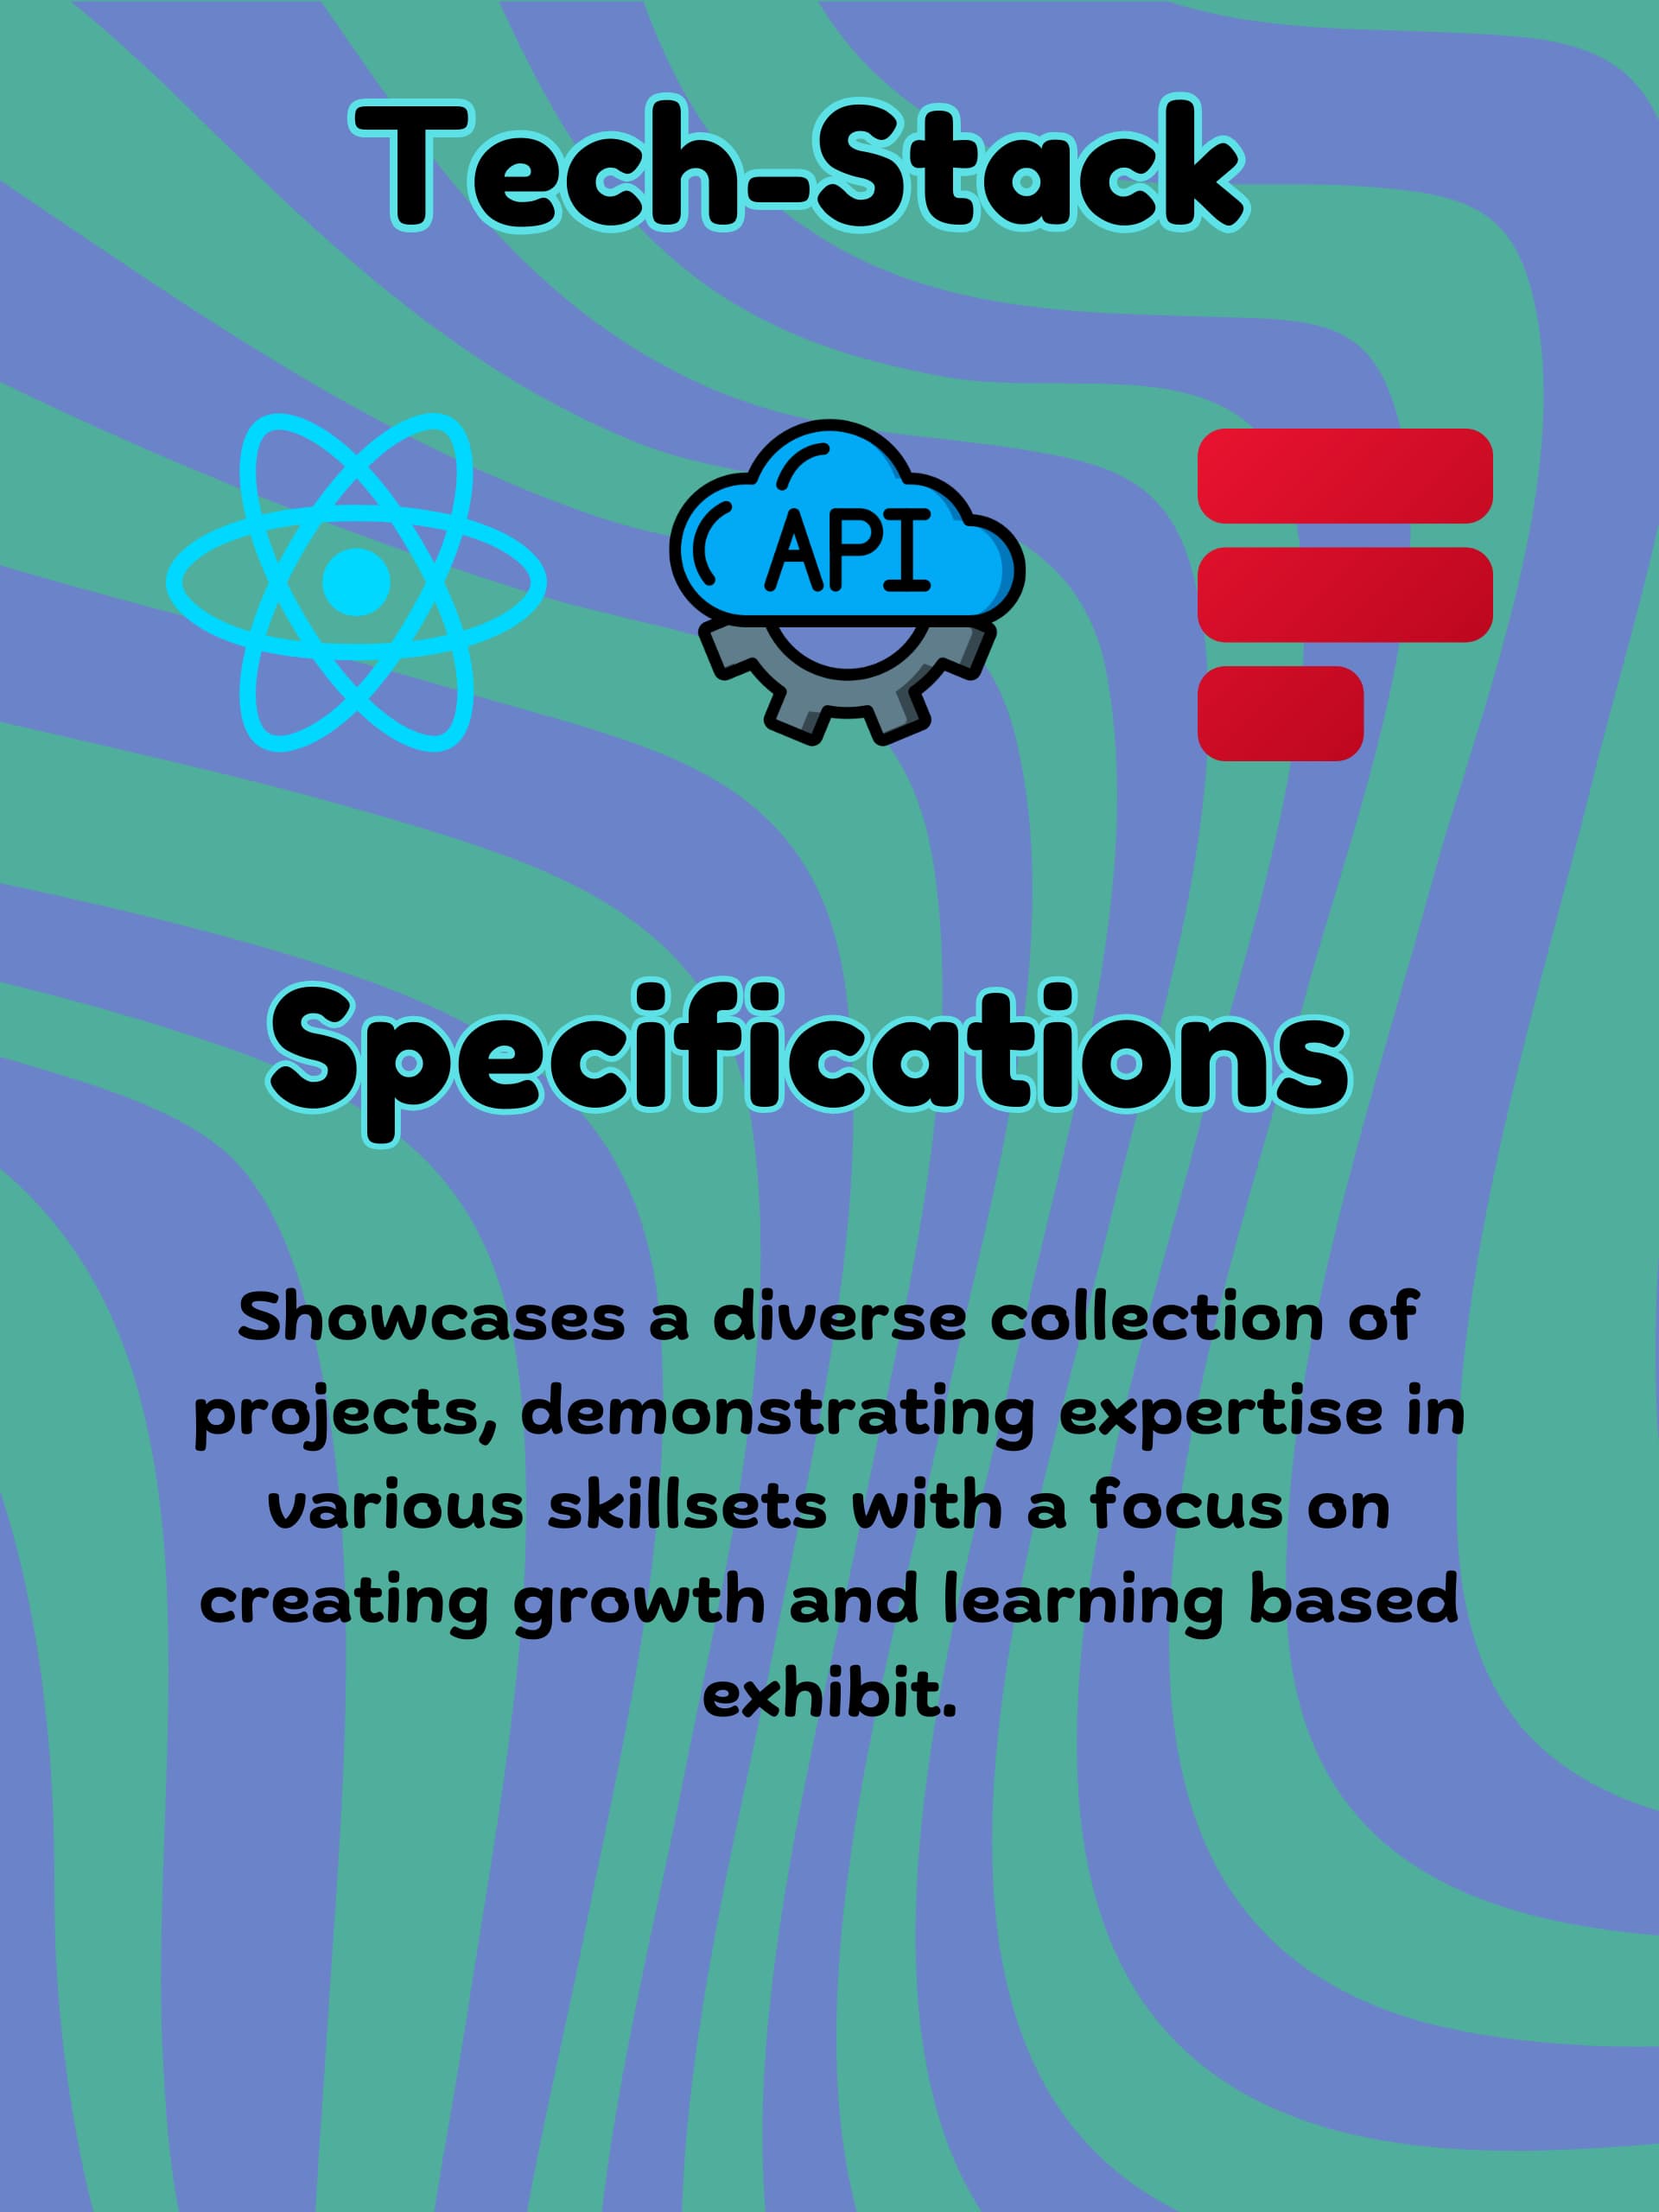 Tech-Stack
API
Specifications
Showcases a diverse collection of
projects, demonstrating expertise in
various skillsets with a focus on
creating growth and learning based
exhibit.